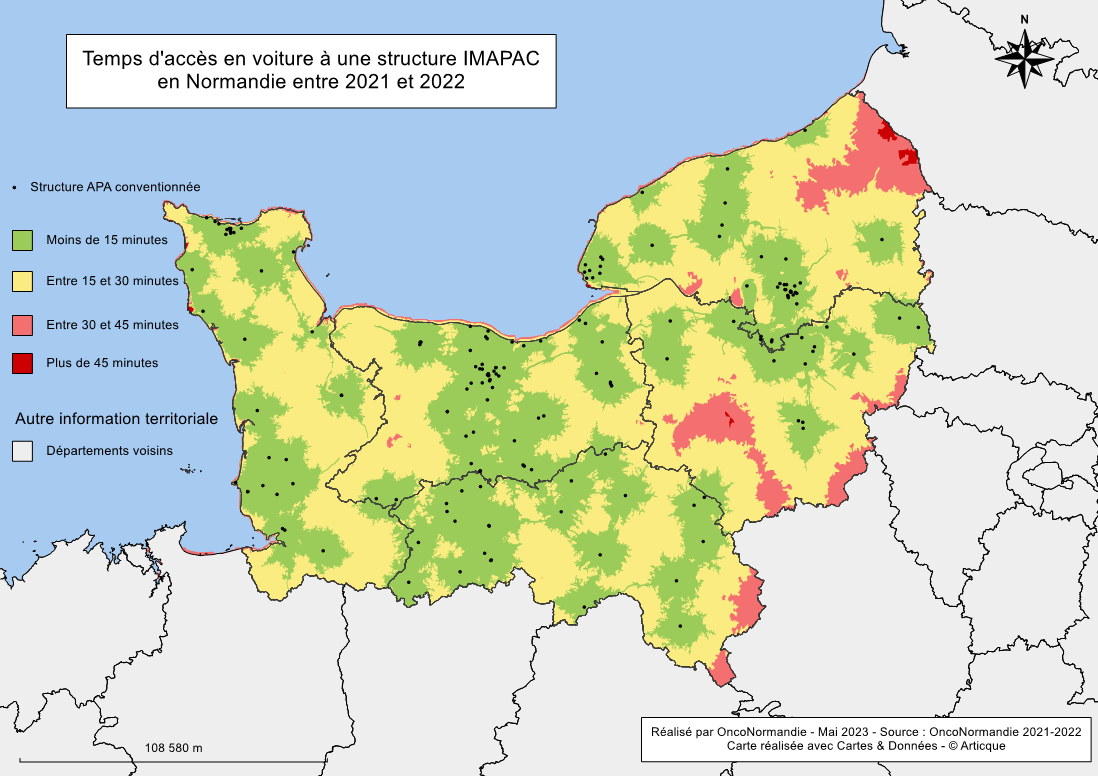 Temps d'accès en voiture à une structure IMAPAC
en Normandie entre 2021 et 2022
N
Structure APA conventionnée
Moins de 15 minutes
Entre 15 et 30 minutes
Entre 30 et 45 minutes
Plus de 45 minutes
Autre information territoriale
Départements voisins
108 580 m
Réalisé par OncoNormandie - Mai 2023 - Source : OncoNormandie 2021-2022
Carte réalisée avec Cartes & Données - © Articque